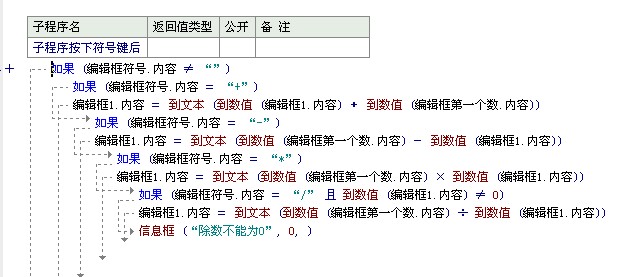 子程序名 返回值类型 公开 备 注
子程序按下符号键后
+ 如果 (编辑框符号.内容 ≠ “”)
如果 (编辑框符号.内容 = “+”)
编辑框1.内容 = 到文本 (到数值 (编辑框1.内容) + 到数值 (编辑框第一个数.内容))
如果 (编辑框符号.内容 = “-”)
编辑框1.内容 = 到文本 (到数值 (编辑框第一个数.内容) - 到数值 (编辑框1.内容))
如果 (编辑框符号.内容 = “*”)
编辑框1.内容 = 到文本 (到数值 (编辑框第一个数.内容) × 到数值 (编辑框1.内容))
如果 (编辑框符号.内容 = “/” 且 到数值 (编辑框1.内容) ≠ 0)
编辑框1.内容 = 到文本 (到数值 (编辑框第一个数.内容) ÷ 到数值 (编辑框1.内容))
信息框 (“除数不能为0”, 0, )